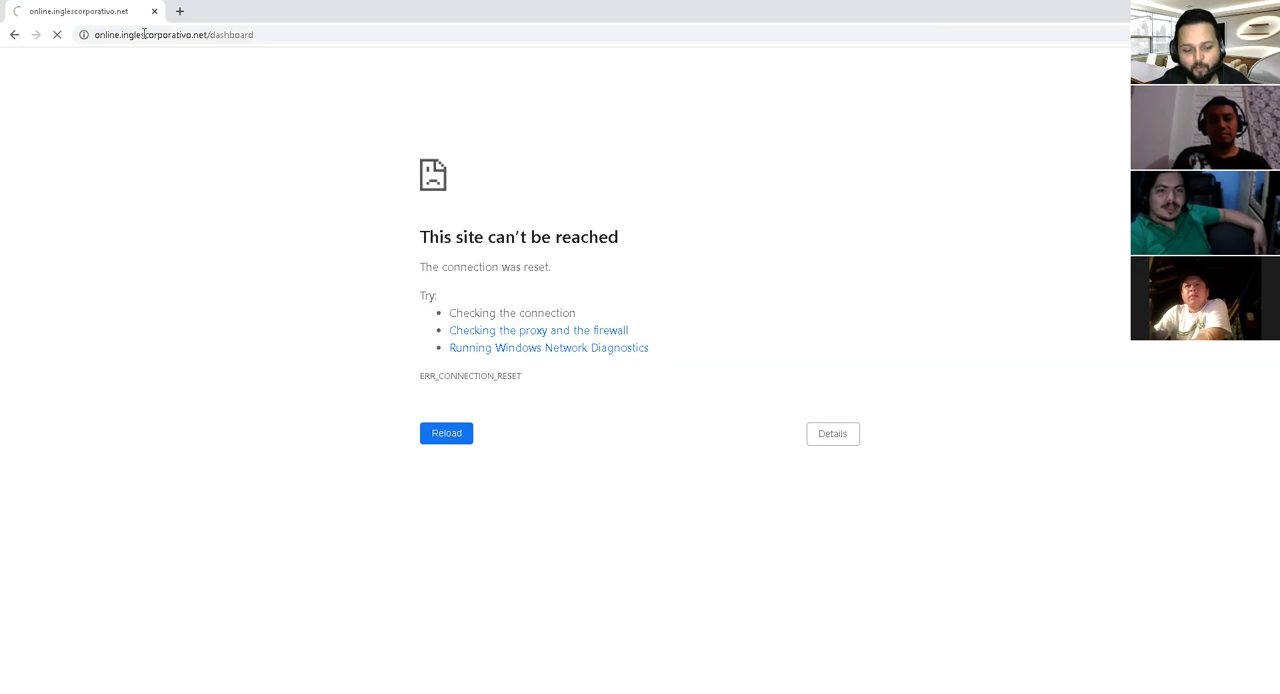 online.inglescorporativo.net
online.inglescorporativo.net/dashboard
This site can't be reached
The connection was reset.
Try:
Checking the connection
Checking the proxy and the firewall
Running Windows Network Diagnostics
ERR_CONNECTION_RESET
Reload
Details